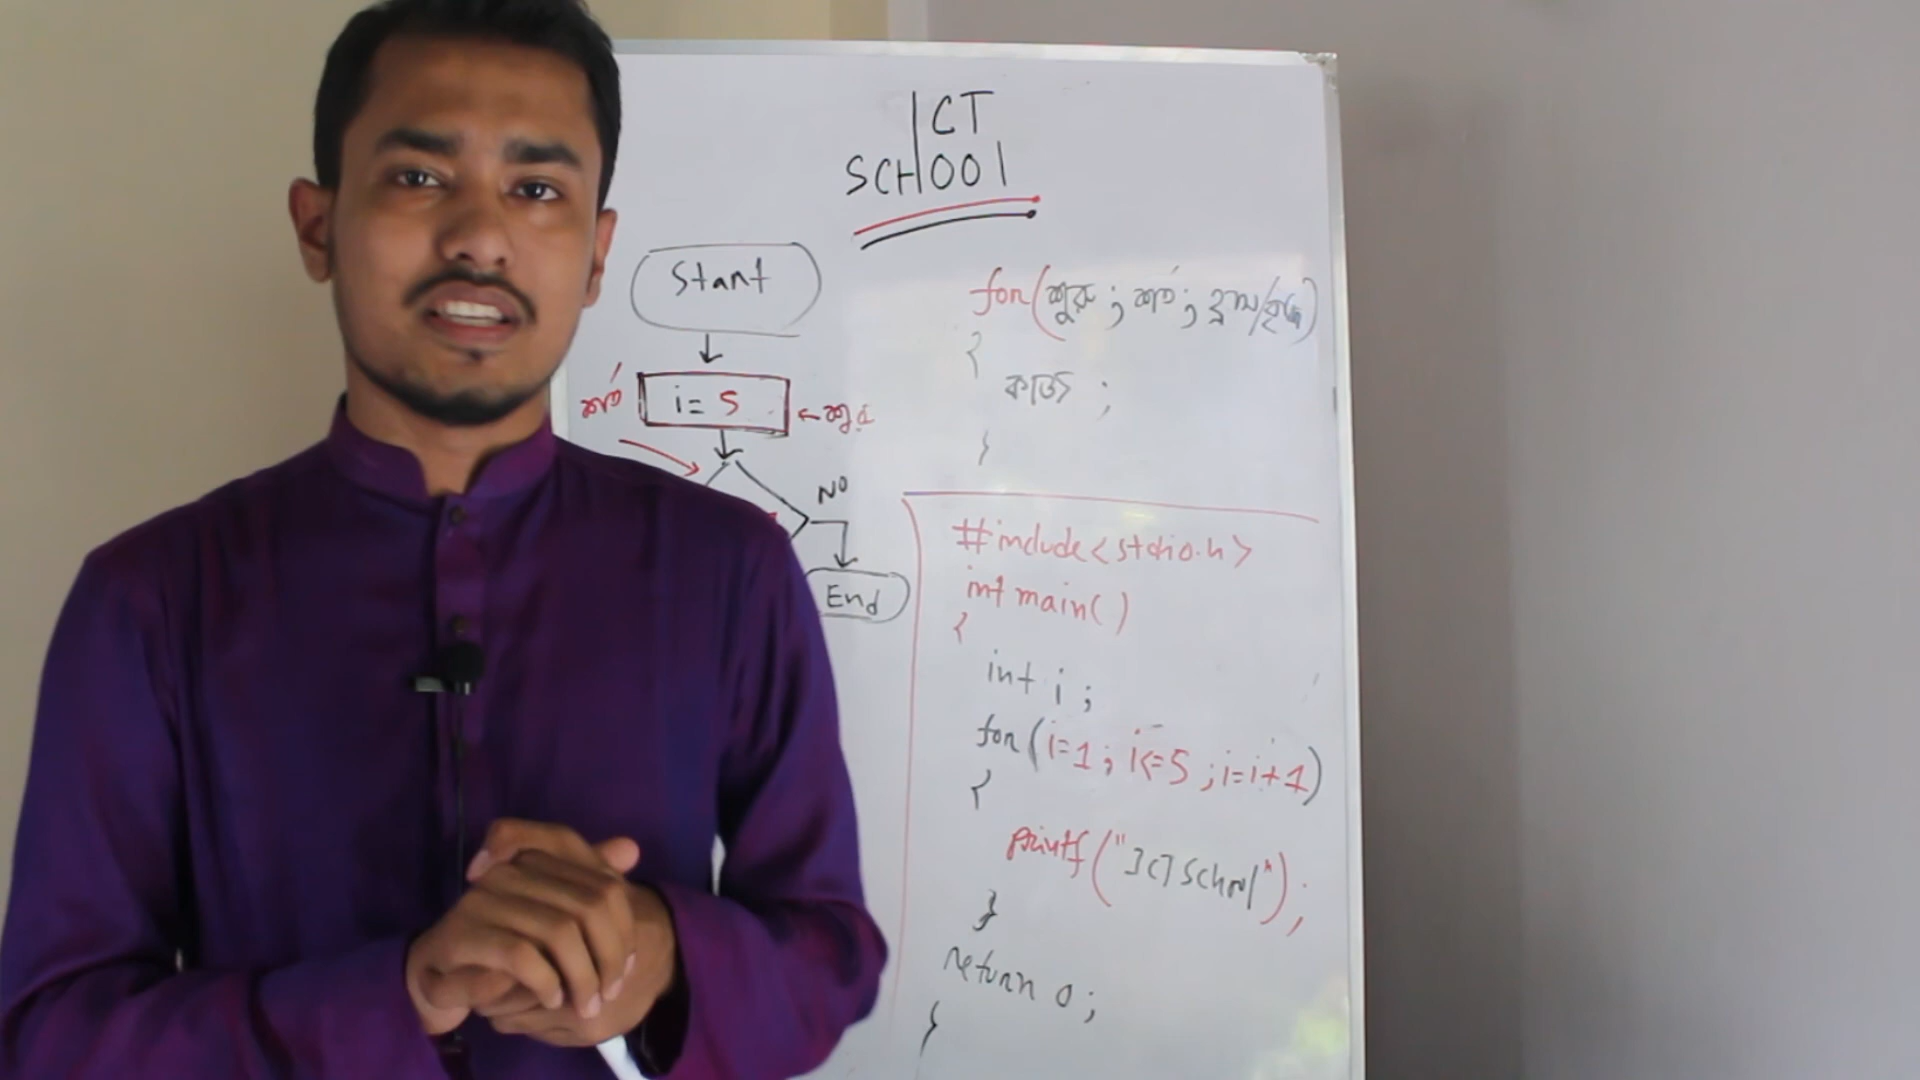 ICT
SCHOOl
Start
শর্ত
i= 5
←শুরু
NO
End
for(শুরু ; শর্ত ; হ্রাস/বৃদ্ধি)
{
কাজ ;
}
#include<stdio.h>
int main( )
{
int i ;
for(i=1 ; i<=5 ; i=i+1)
{
printf("ICT School");
}
return 0 ;
}